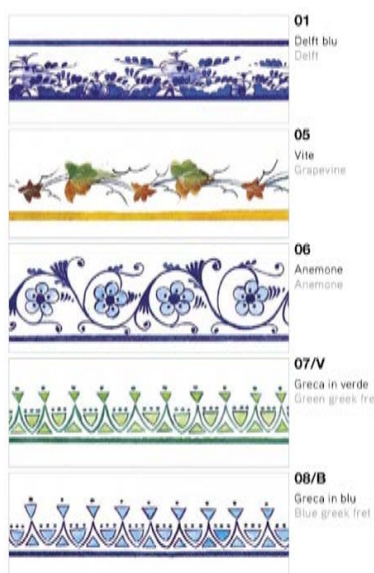 01
Delft blu
Delft
05
Vite
Grapevine
06
Anemone
Anemone
07/V
Greca in verde
Green greek fre
08/B
Greca in blu
Blue greek fret